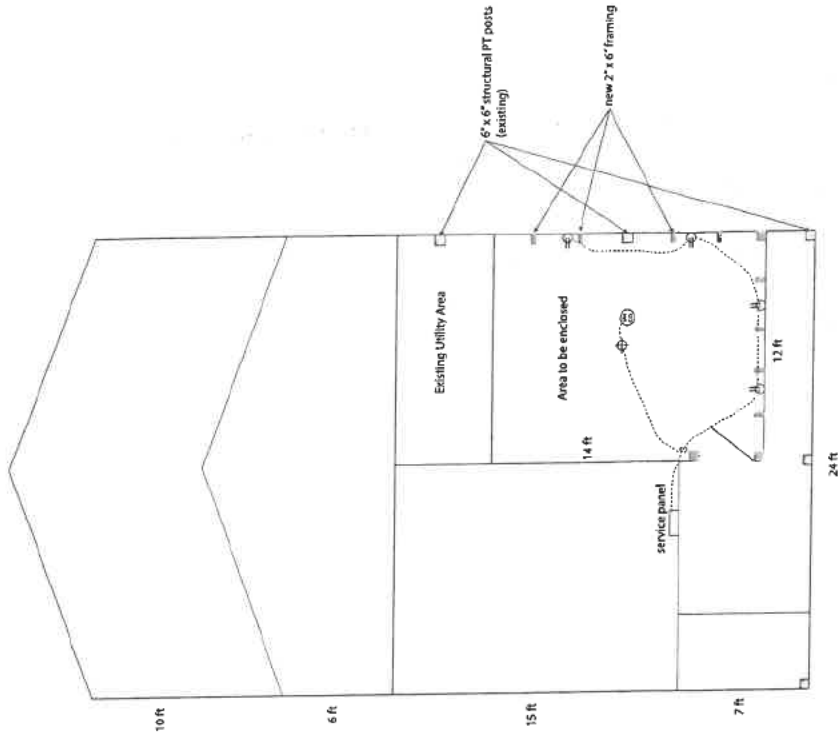 6" x 6" structural PT posts
(existing)
new 2" x 6" framing
Existing Utility Area
Area to be enclosed
14 ft
service panel
12 ft
24 ft
10 ft
6 ft
15 ft
7 ft